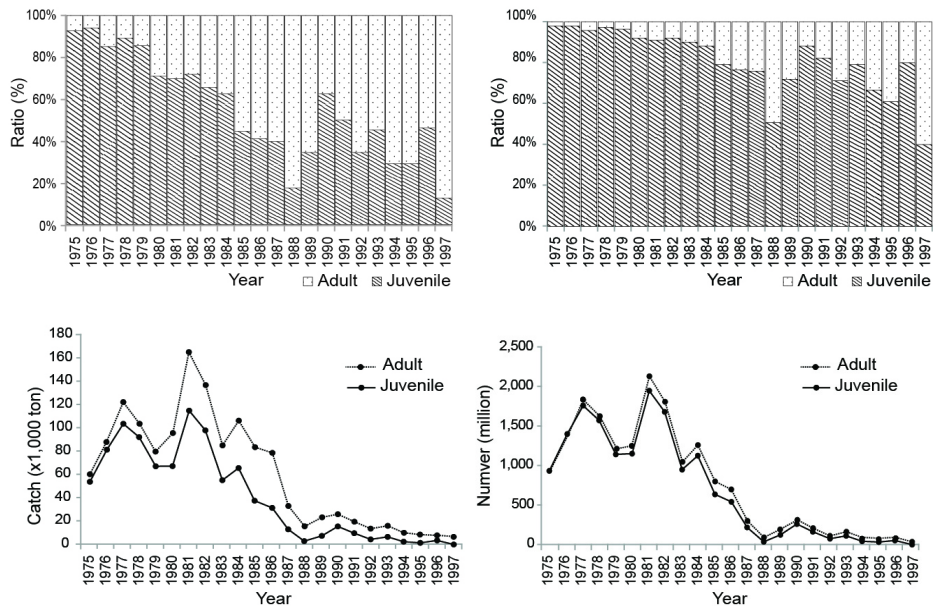 100%
80%
60%
40%
20%
0%
Ratio (%)
1975 1976 1977 1978 1979 1980 1981 1982 1983 1984 1985 1986 1987 1988 1989 1990 1991 1992 1993 1994 1995 1996 1997
Year
Adult Juvenile
100%
80%
60%
40%
20%
0%
Ratio (%)
1975 1976 1977 1978 1979 1980 1981 1982 1983 1984 1985 1986 1987 1988 1989 1990 1991 1992 1993 1994 1995 1996 1997
Year
Adult Juvenile
180
160
140
120
100
80
60
40
20
0
Catch (x1,000 ton)
Adult
Juvenile
1975 1976 1977 1978 1979 1980 1981 1982 1983 1984 1985 1986 1987 1988 1989 1990 1991 1992 1993 1994 1995 1996 1997
Year
2,500
2,000
1,500
1,000
500
0
Numver (million)
Adult
Juvenile
1975 1976 1977 1978 1979 1980 1981 1982 1983 1984 1985 1986 1987 1988 1989 1990 1991 1992 1993 1994 1995 1996 1997
Year